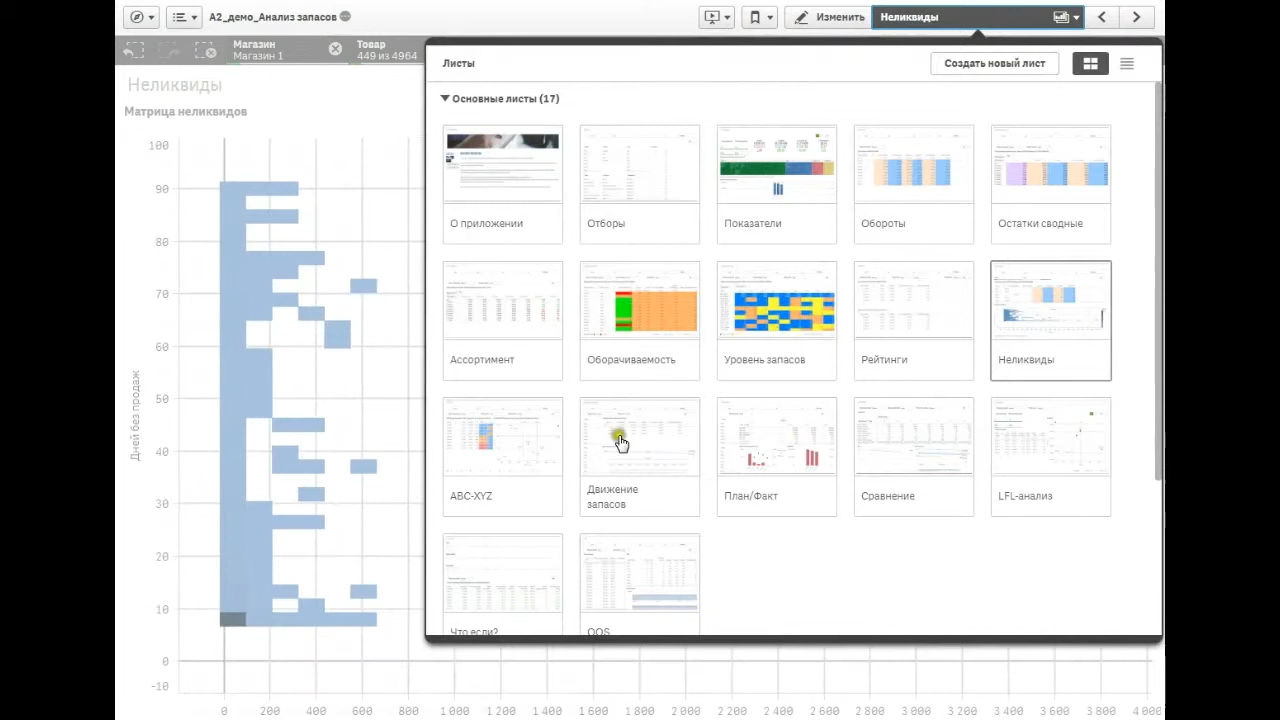 А2_демо_Анализ запасов
Изменить
Неликвиды
Магазин
Магазин 1
Товар
449 из 4964
Неликвиды
Матрица неликвидов
Листы
Создать новый лист
Основные листы (17)
О приложении
Отборы
Показатели
Обороты
Остатки сводные
Ассортимент
Оборачиваемость
Уровень запасов
Рейтинги
Неликвиды
ABC-XYZ
Движение
запасов
План/Факт
Сравнение
LFL-анализ
Что если?
OOS
Дней без продаж
100
90
80
70
60
50
40
30
20
10
0
-10
0
200
400
600
800
1 000
1 200
1 400
1 600
1 800
2 000
2 200
2 400
2 600
2 800
3 000
3 200
3 400
3 600
3 800
4 000